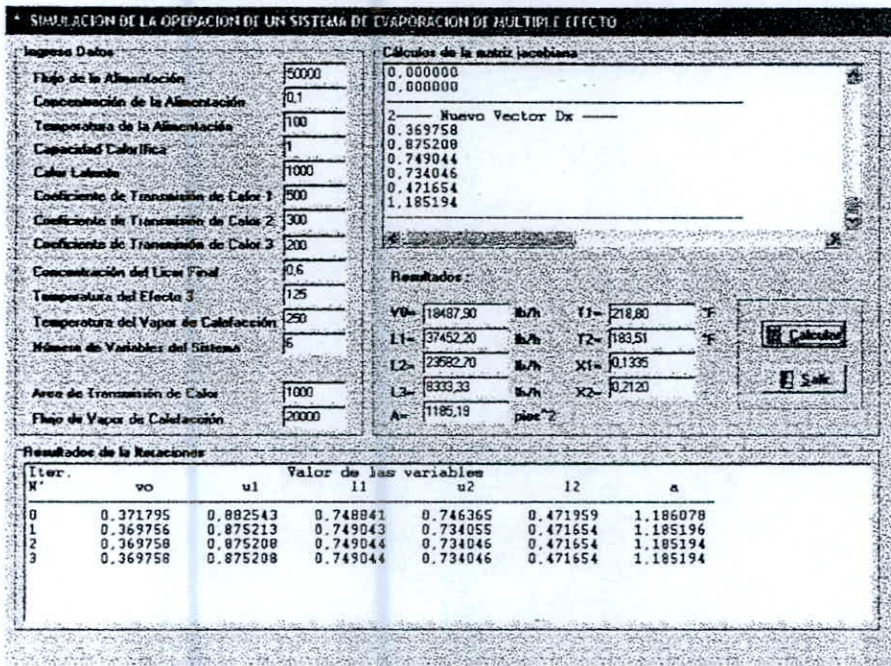 SIMULACION DE LA OPERACION DE UN SISTEMA DE EVAPORACION DE MULTIPLE EFECTO
Ingreso Datos
Flujo de la Alimentación 50000
Concentración de la Alimentación 0,1
Temperatura de la Alimentación 100
Capacidad Calorífica 1
Calor Latente 1000
Coeficiente de Transmisión de Calor 1 500
Coeficiente de Transmisión de Calor 2 300
Coeficiente de Transmisión de Calor 3 200
Concentración del Licor Final 0,6
Temperatura del Efecto 3 125
Temperatura del Vapor de Calefacción 250
Número de Variables del Sistema 6
Area de Transmisión de Calor 1000
Flujo de Vapor de Calefacción 20000
Cálculos de la matriz jacobiana
0,000000
0,000000
2---- Nuevo Vector Dx ----
0,369758
0,875208
0,749044
0,734046
0,471654
1,185194
Resultados :
V0= 18487,90 lb/h T1= 218,80 °F
L1= 37452,20 lb/h T2= 183,51 °F
L2= 23582,70 lb/h X1= 0,1335
L3= 8333,33 lb/h X2= 0,2120
A= 1185,19 pies^2
Calcular
Salir
Resultados de la Iteraciones
Iter. Valor de las variables
N° vo u1 l1 u2 l2 a
0 0,371795 0,882543 0,748841 0,746365 0,471959 1,186078
1 0,369756 0,875213 0,749043 0,734055 0,471654 1,185196
2 0,369758 0,875208 0,749044 0,734046 0,471654 1,185194
3 0,369758 0,875208 0,749044 0,734046 0,471654 1,185194